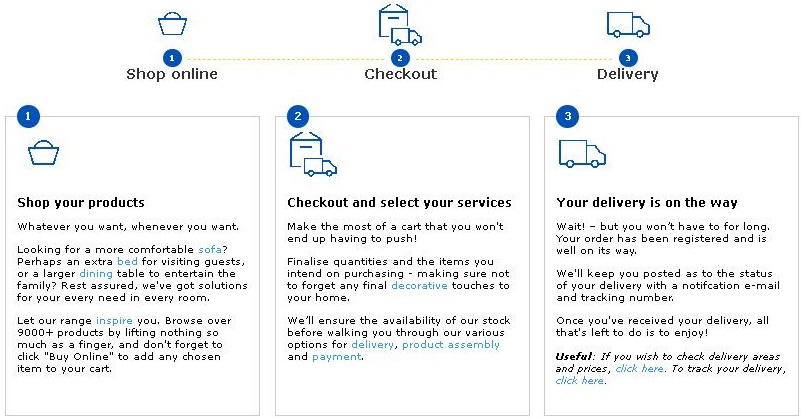 1
2
3
Shop online
Checkout
Delivery
1
Shop your products
Whatever you want, whenever you want.
Looking for a more comfortable sofa?
Perhaps an extra bed for visiting guests,
or a larger dining table to entertain the
family? Rest assured, we've got solutions
for your every need in every room.
Let our range inspire you. Browse over
9000+ products by lifting nothing so
much as a finger, and don't forget to
click "Buy Online" to add any chosen
item to your cart.
2
Checkout and select your services
Make the most of a cart that you won't
end up having to push!
Finalise quantities and the items you
intend on purchasing - making sure not
to forget any final decorative touches to
your home.
We'll ensure the availability of our stock
before walking you through our various
options for delivery, product assembly
and payment.
3
Your delivery is on the way
Wait! – but you won't have to for long.
Your order has been registered and is
well on its way.
We'll keep you posted as to the status
of your delivery with a notifcation e-mail
and tracking number.
Once you've received your delivery, all
that's left to do is to enjoy!
Useful: If you wish to check delivery areas
and prices, click here. To track your delivery,
click here.